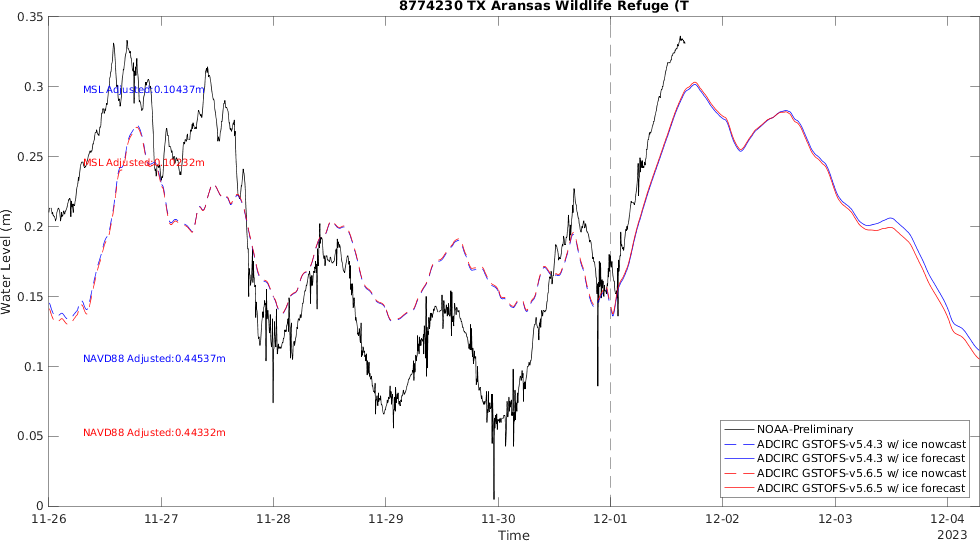 8774230 TX Aransas Wildlife Refuge (T
0.35
0.3
0.25
0.2
0.15
0.1
0.05
0
Water Level (m)
MSL Adjusted:0.10437m
MSL Adjusted:0.10232m
NAVD88 Adjusted:0.44537m
NAVD88 Adjusted:0.44332m
NOAA-Preliminary
ADCIRC GSTOFS-v5.4.3 w/ ice nowcast
ADCIRC GSTOFS-v5.4.3 w/ ice forecast
ADCIRC GSTOFS-v5.6.5 w/ ice nowcast
ADCIRC GSTOFS-v5.6.5 w/ ice forecast
11-26 11-27 11-28 11-29 11-30 12-01 12-02 12-03 12-04
2023
Time